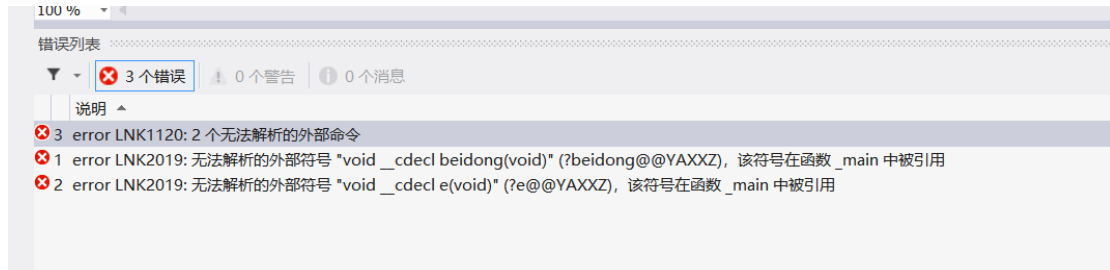 100 %
错误列表
3 个错误 0 个警告 0 个消息
说明
3 error LNK1120: 2 个无法解析的外部命令
1 error LNK2019: 无法解析的外部符号 "void __cdecl beidong(void)" (?beidong@@YAXXZ)，该符号在函数 _main 中被引用
2 error LNK2019: 无法解析的外部符号 "void __cdecl e(void)" (?e@@YAXXZ)，该符号在函数 _main 中被引用